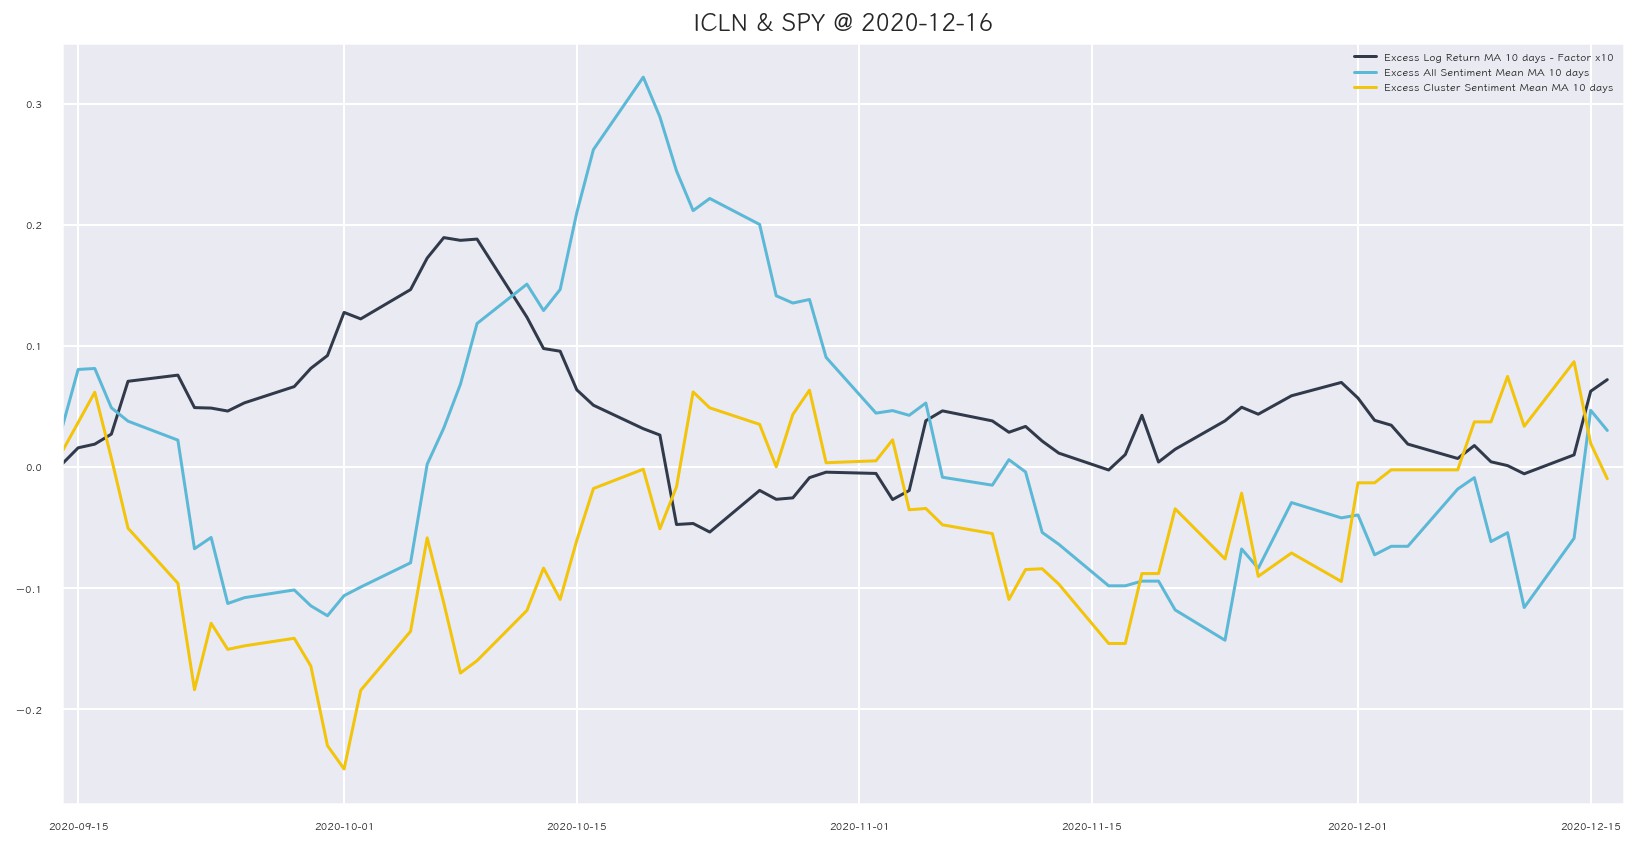 ICLN & SPY @ 2020-12-16
Excess Log Return MA 10 days - Factor x10
Excess All Sentiment Mean MA 10 days
Excess Cluster Sentiment Mean MA 10 days
0.3
0.2
0.1
0.0
−0.1
−0.2
2020-09-15 2020-10-01 2020-10-15 2020-11-01 2020-11-15 2020-12-01 2020-12-15